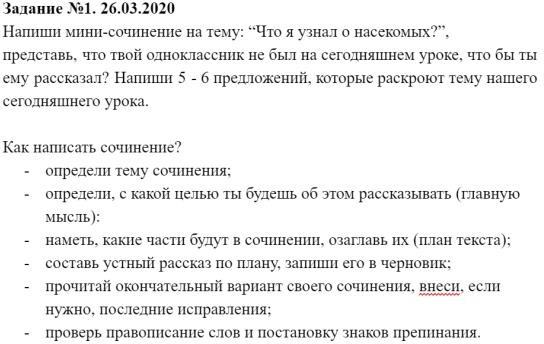 Задание №1. 26.03.2020
Напиши мини-сочинение на тему: “Что я узнал о насекомых?”,
представь, что твой одноклассник не был на сегодняшнем уроке, что бы ты
ему рассказал? Напиши 5 - 6 предложений, которые раскроют тему нашего
сегодняшнего урока.
Как написать сочинение?
- определи тему сочинения;
- определи, с какой целью ты будешь об этом рассказывать (главную
мысль):
- наметь, какие части будут в сочинении, озаглавь их (план текста);
- составь устный рассказ по плану, запиши его в черновик;
- прочитай окончательный вариант своего сочинения, внеси, если
нужно, последние исправления;
- проверь правописание слов и постановку знаков препинания.